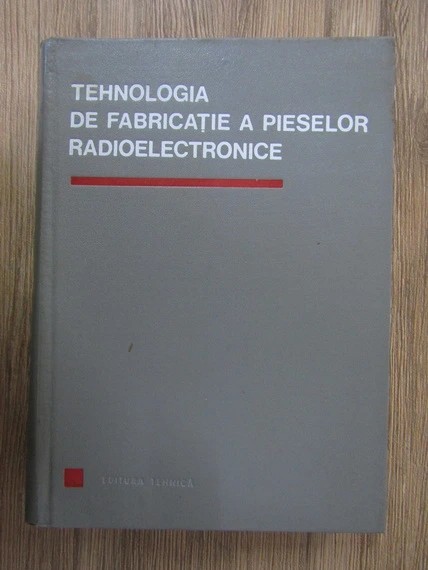 TEHNOLOGIA
DE FABRICAȚIE A PIESELOR
RADIOELECTRONICE
EDITURA TEHNICĂ